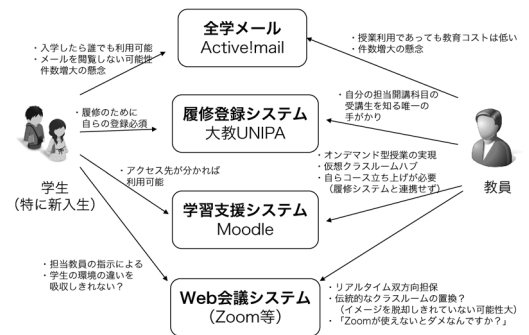 全学メール
Active!mail
・入学したら誰でも利用可能
・メールを閲覧しない可能性
件数増大の懸念
・授業利用であっても教育コストは低い
・件数増大の懸念
履修登録システム
大教UNIPA
・履修のために
自らの登録必須
・自分の担当開講科目の
受講生を知る唯一の
手がかり
学生
(特に新入生)
教員
・アクセス先が分かれば
利用可能
・オンデマンド型授業の実現
・仮想クラスルームハブ
・自らコース立ち上げが必要
(履修システムと連携せず)
学習支援システム
Moodle
・担当教員の指示による
・学生の環境の違いを
吸収しきれない？
Web会議システム
(Zoom等)
・リアルタイム双方向担保
・伝統的なクラスルームの置換？
(イメージを脱却しきれていない可能性大)
・「Zoomが使えないとダメなんですか？」